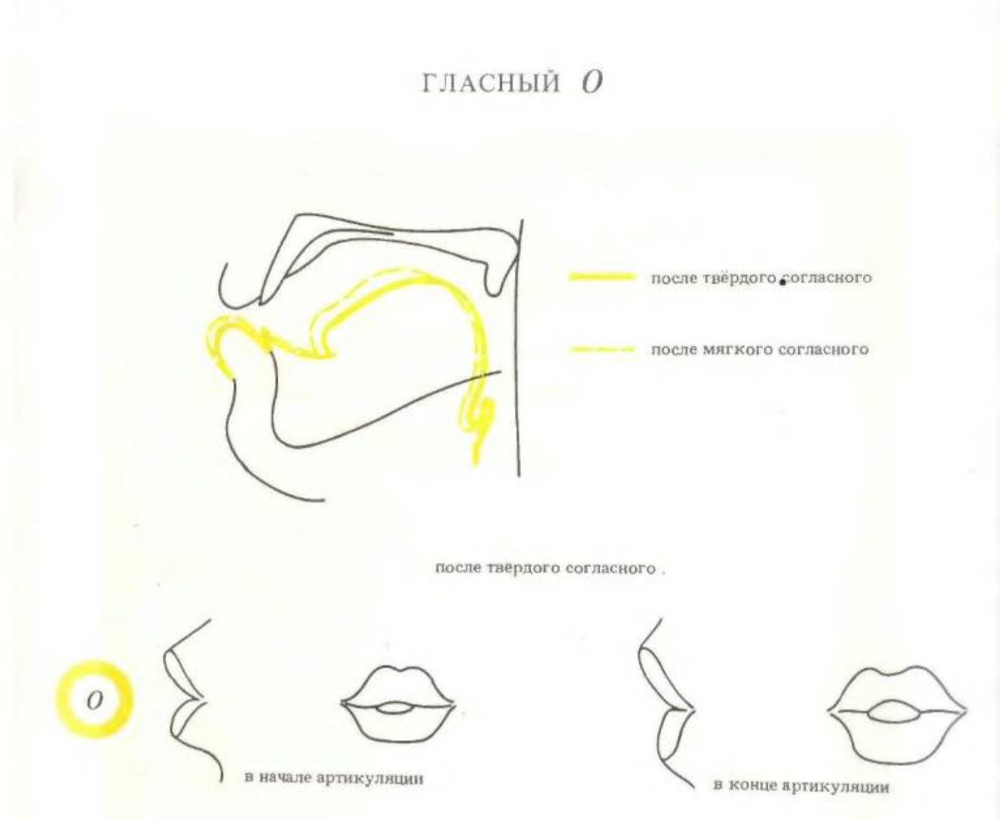 ГЛАСНЫЙ О
после твёрдого согласного
после мягкого согласного
после твёрдого согласного .
О
в начале артикуляции
в конце артикуляции